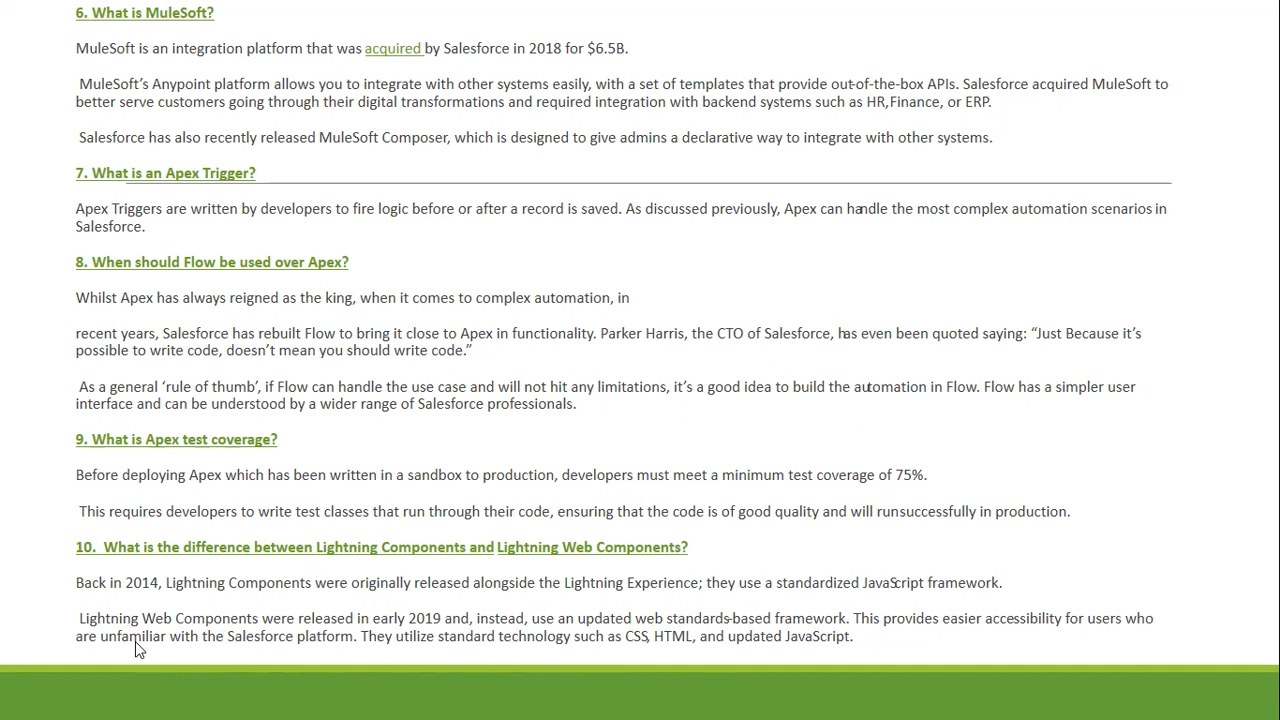 6. What is MuleSoft?
MuleSoft is an integration platform that was acquired by Salesforce in 2018 for $6.5B.
MuleSoft’s Anypoint platform allows you to integrate with other systems easily, with a set of templates that provide out-of-the-box APIs. Salesforce acquired MuleSoft to
better serve customers going through their digital transformations and required integration with backend systems such as HR,Finance, or ERP.
Salesforce has also recently released MuleSoft Composer, which is designed to give admins a declarative way to integrate with other systems.
7. What is an Apex Trigger?
Apex Triggers are written by developers to fire logic before or after a record is saved. As discussed previously, Apex can handle the most complex automation scenarios in
Salesforce.
8. When should Flow be used over Apex?
Whilst Apex has always reigned as the king, when it comes to complex automation, in
recent years, Salesforce has rebuilt Flow to bring it close to Apex in functionality. Parker Harris, the CTO of Salesforce, has even been quoted saying: “Just Because it’s
possible to write code, doesn’t mean you should write code.”
As a general ‘rule of thumb’, if Flow can handle the use case and will not hit any limitations, it’s a good idea to build the automation in Flow. Flow has a simpler user
interface and can be understood by a wider range of Salesforce professionals.
9. What is Apex test coverage?
Before deploying Apex which has been written in a sandbox to production, developers must meet a minimum test coverage of 75%.
This requires developers to write test classes that run through their code, ensuring that the code is of good quality and will runsuccessfully in production.
10. What is the difference between Lightning Components and Lightning Web Components?
Back in 2014, Lightning Components were originally released alongside the Lightning Experience; they use a standardized JavaScript framework.
Lightning Web Components were released in early 2019 and, instead, use an updated web standards-based framework. This provides easier accessibility for users who
are unfamiliar with the Salesforce platform. They utilize standard technology such as CSS, HTML, and updated JavaScript.